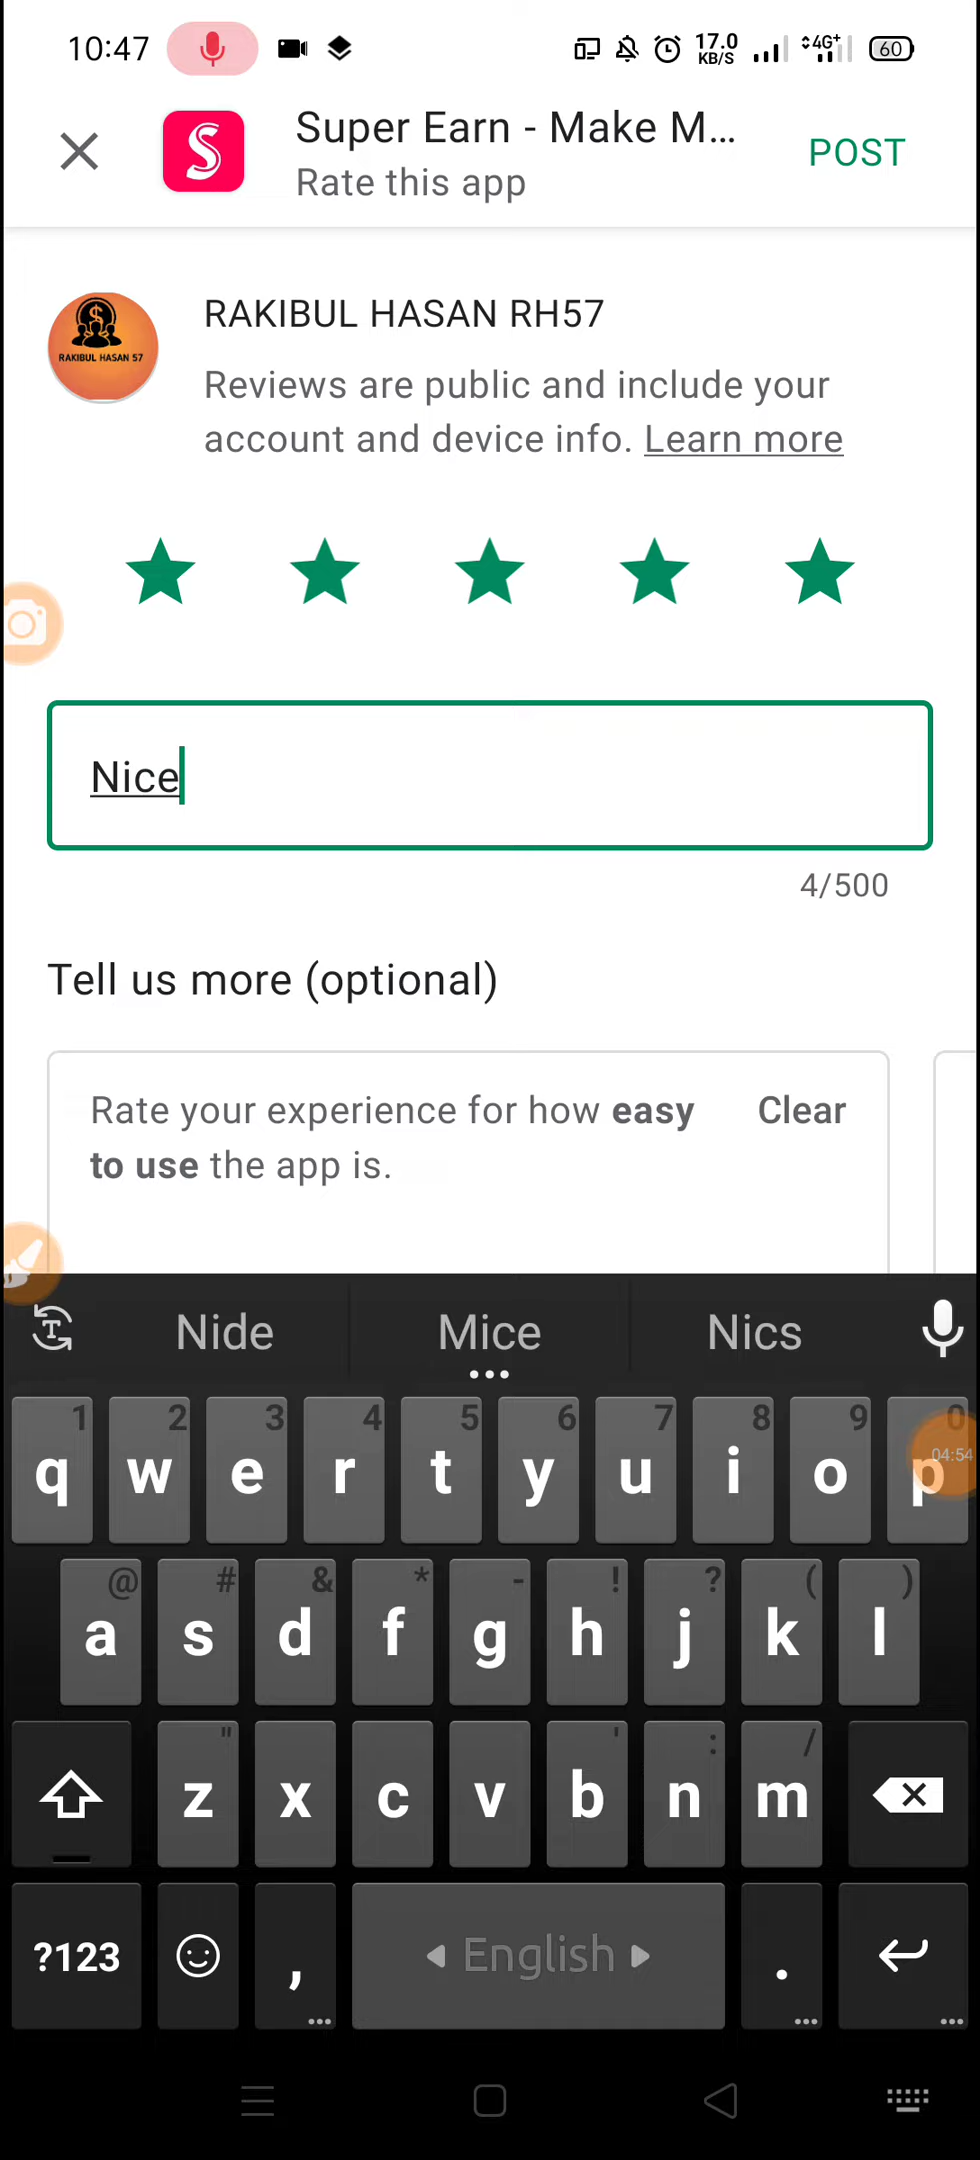 10:47 17.0 KB/S 4G+ 60
Super Earn - Make M...
Rate this app
POST
RAKIBUL HASAN 57
RAKIBUL HASAN RH57
Reviews are public and include your
account and device info. Learn more
Nice
4/500
Tell us more (optional)
Rate your experience for how easy
to use the app is.
Clear
Nide Mice Nics
1 2 3 4 5 6 7 8 9 0
q w e r t y u i o p
04:54
@ # & * - ! ? ( )
a s d f g h j k l
" ' : /
z x c v b n m
?123 , English .